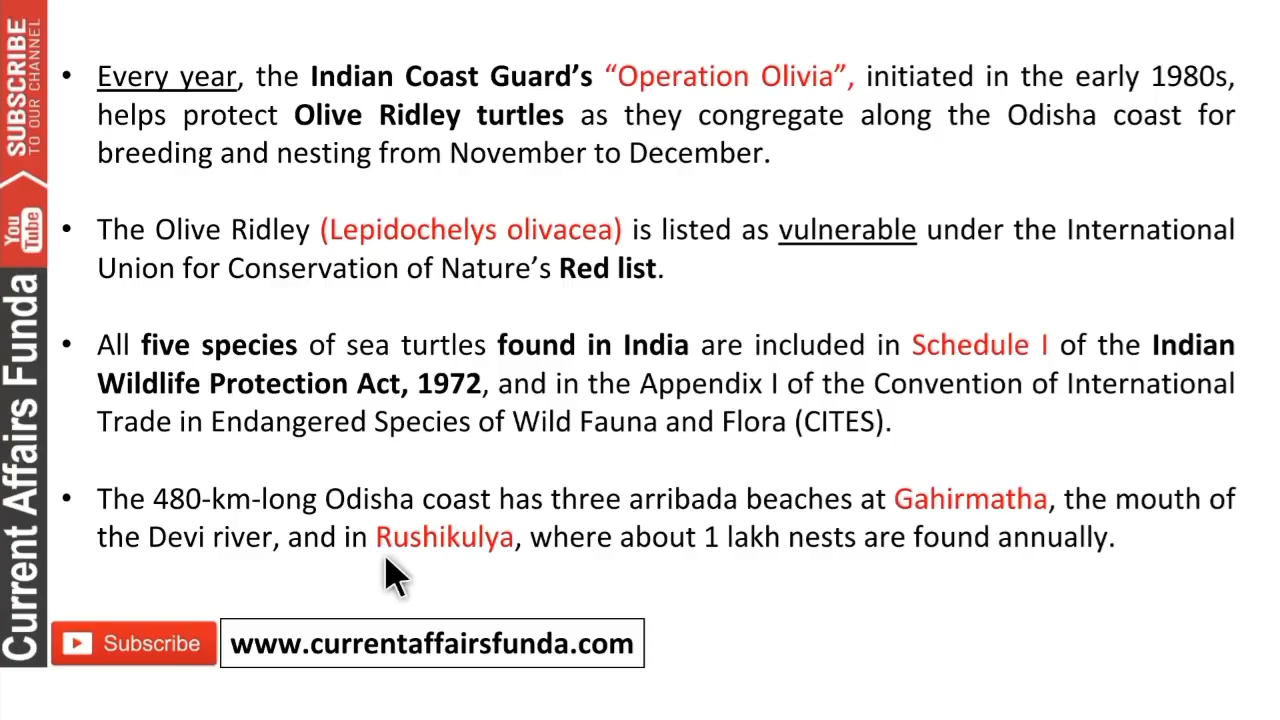 • Every year, the Indian Coast Guard’s “Operation Olivia”, initiated in the early 1980s,
helps protect Olive Ridley turtles as they congregate along the Odisha coast for
breeding and nesting from November to December.
• The Olive Ridley (Lepidochelys olivacea) is listed as vulnerable under the International
Union for Conservation of Nature’s Red list.
• All five species of sea turtles found in India are included in Schedule I of the Indian
Wildlife Protection Act, 1972, and in the Appendix I of the Convention of International
Trade in Endangered Species of Wild Fauna and Flora (CITES).
• The 480-km-long Odisha coast has three arribada beaches at Gahirmatha, the mouth of
the Devi river, and in Rushikulya, where about 1 lakh nests are found annually.
SUBSCRIBE
TO OUR CHANNEL
You
Tube
Current Affairs Funda
Subscribe
www.currentaffairsfunda.com